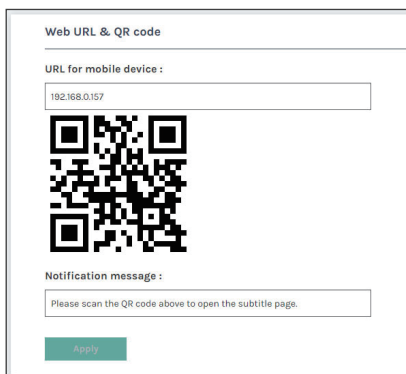 Web URL & QR code
URL for mobile device :
192.168.0.157
Notification message :
Please scan the QR code above to open the subtitle page.
Apply